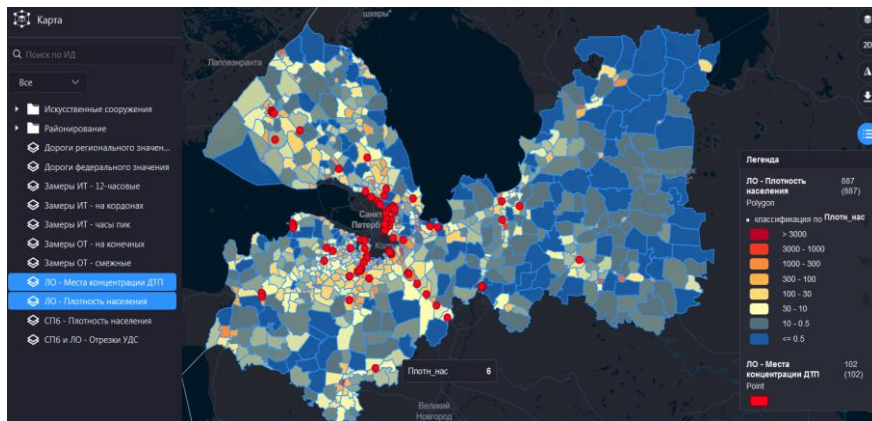 Карта
Поиск по ИД
Все
Искусственные сооружения
Районирование
Дороги регионального значен...
Дороги федерального значения
Замеры ИТ - 12-часовые
Замеры ИТ - на кордонах
Замеры ИТ - часы пик
Замеры ОТ - на конечных
Замеры ОТ - смежные
ЛО - Места концентрации ДТП
ЛО - Плотность населения
СПб - Плотность населения
СПб и ЛО - Отрезки УДС
шхеры"
Лаппеэнранта
Санкт
Петерб
Великий
Новгород
Плотн_нас 6
2D
Легенда
ЛО - Плотность 887
населения (887)
Polygon
классификация по Плотн_нас
> 3000
3000 - 1000
1000 - 300
300 - 100
100 - 30
30 - 10
10 - 0.5
<= 0.5
ЛО - Места 102
концентрации ДТП (102)
Point